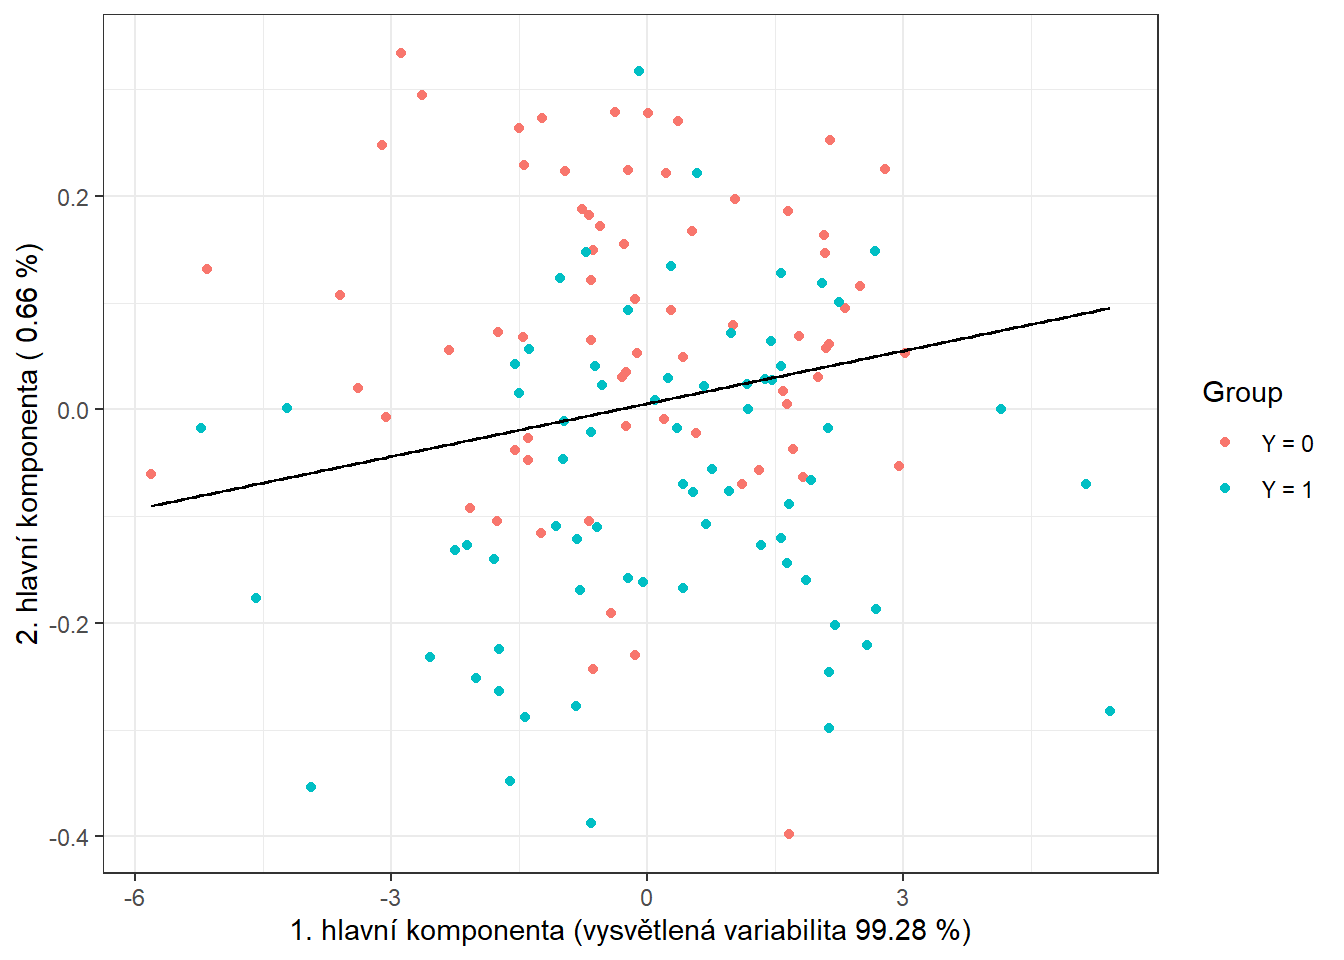 0.2
0.0
-0.2
-0.4
2. hlavní komponenta ( 0.66 %)
-6
-3
0
3
1. hlavní komponenta (vysvětlená variabilita 99.28 %)
Group
Y = 0
Y = 1